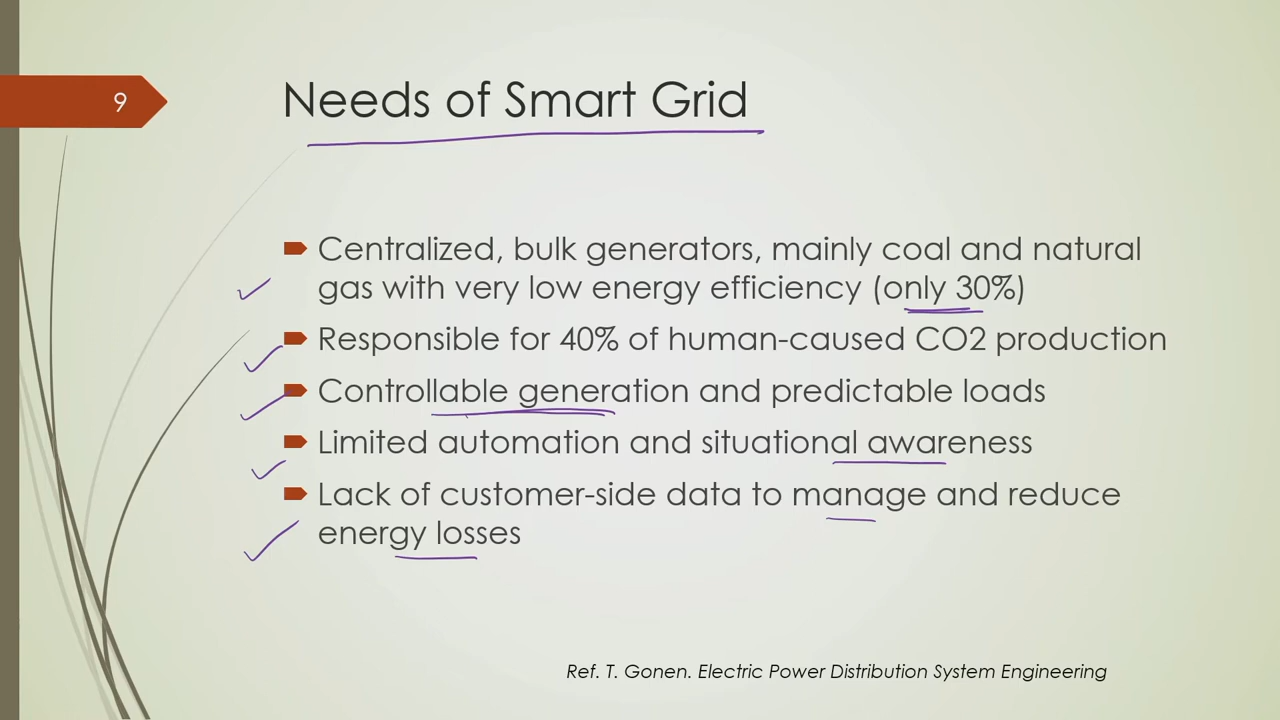 9
Needs of Smart Grid
Centralized, bulk generators, mainly coal and natural
gas with very low energy efficiency (only 30%)
Responsible for 40% of human-caused CO2 production
Controllable generation and predictable loads
Limited automation and situational awareness
Lack of customer-side data to manage and reduce
energy losses
Ref. T. Gonen. Electric Power Distribution System Engineering